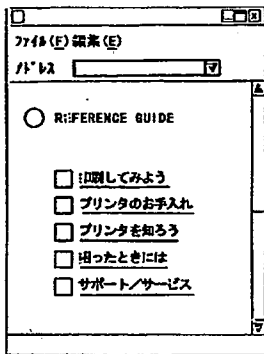 ファイル(F) 編集(E)
アドレス
REFERENCE GUIDE
印刷してみよう
プリンタのお手入れ
プリンタを知ろう
困ったときには
サポート／サービス